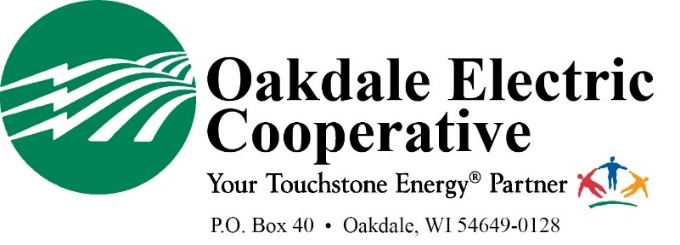 Oakdale Electric
Cooperative
Your Touchstone Energy® Partner
P.O. Box 40 • Oakdale, WI 54649-0128